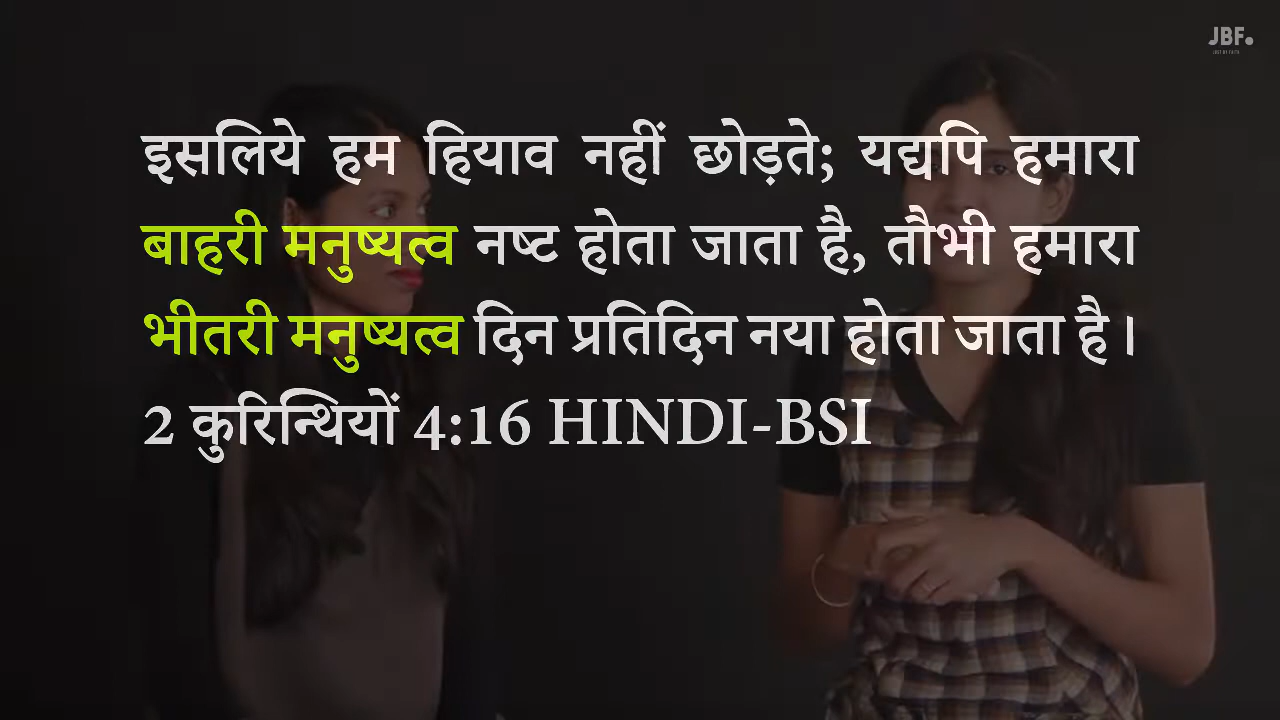 JBF.
इसलिये हम हियाव नहीं छोड़ते; यद्यपि हमारा
बाहरी मनुष्यत्व नष्ट होता जाता है, तौभी हमारा
भीतरी मनुष्यत्व दिन प्रतिदिन नया होता जाता है।
2 कुरिन्थियों 4:16 HINDI-BSI